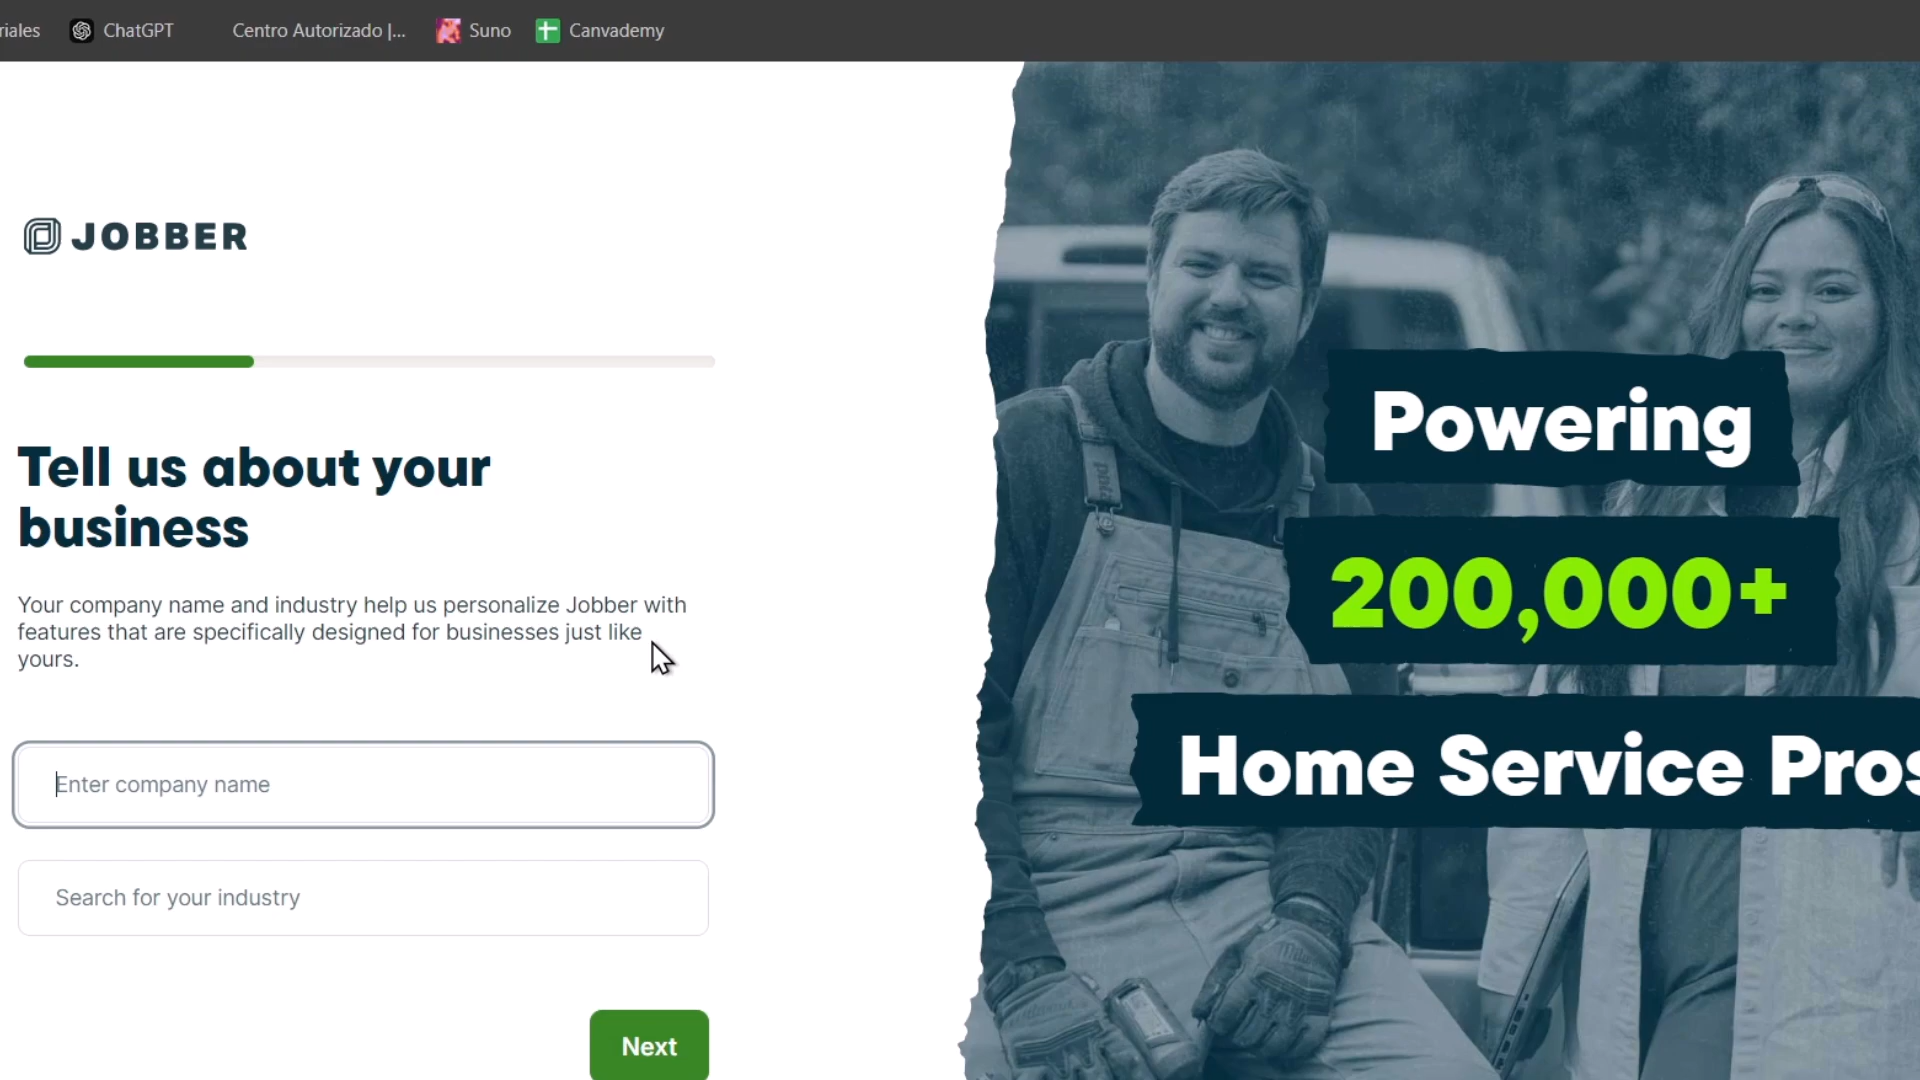 riales ChatGPT Centro Autorizado |... Suno Canvademy
JOBBER
Tell us about your
business
Your company name and industry help us personalize Jobber with
features that are specifically designed for businesses just like
yours.
Enter company name
Search for your industry
Next
Powering
200,000+
Home Service Pros